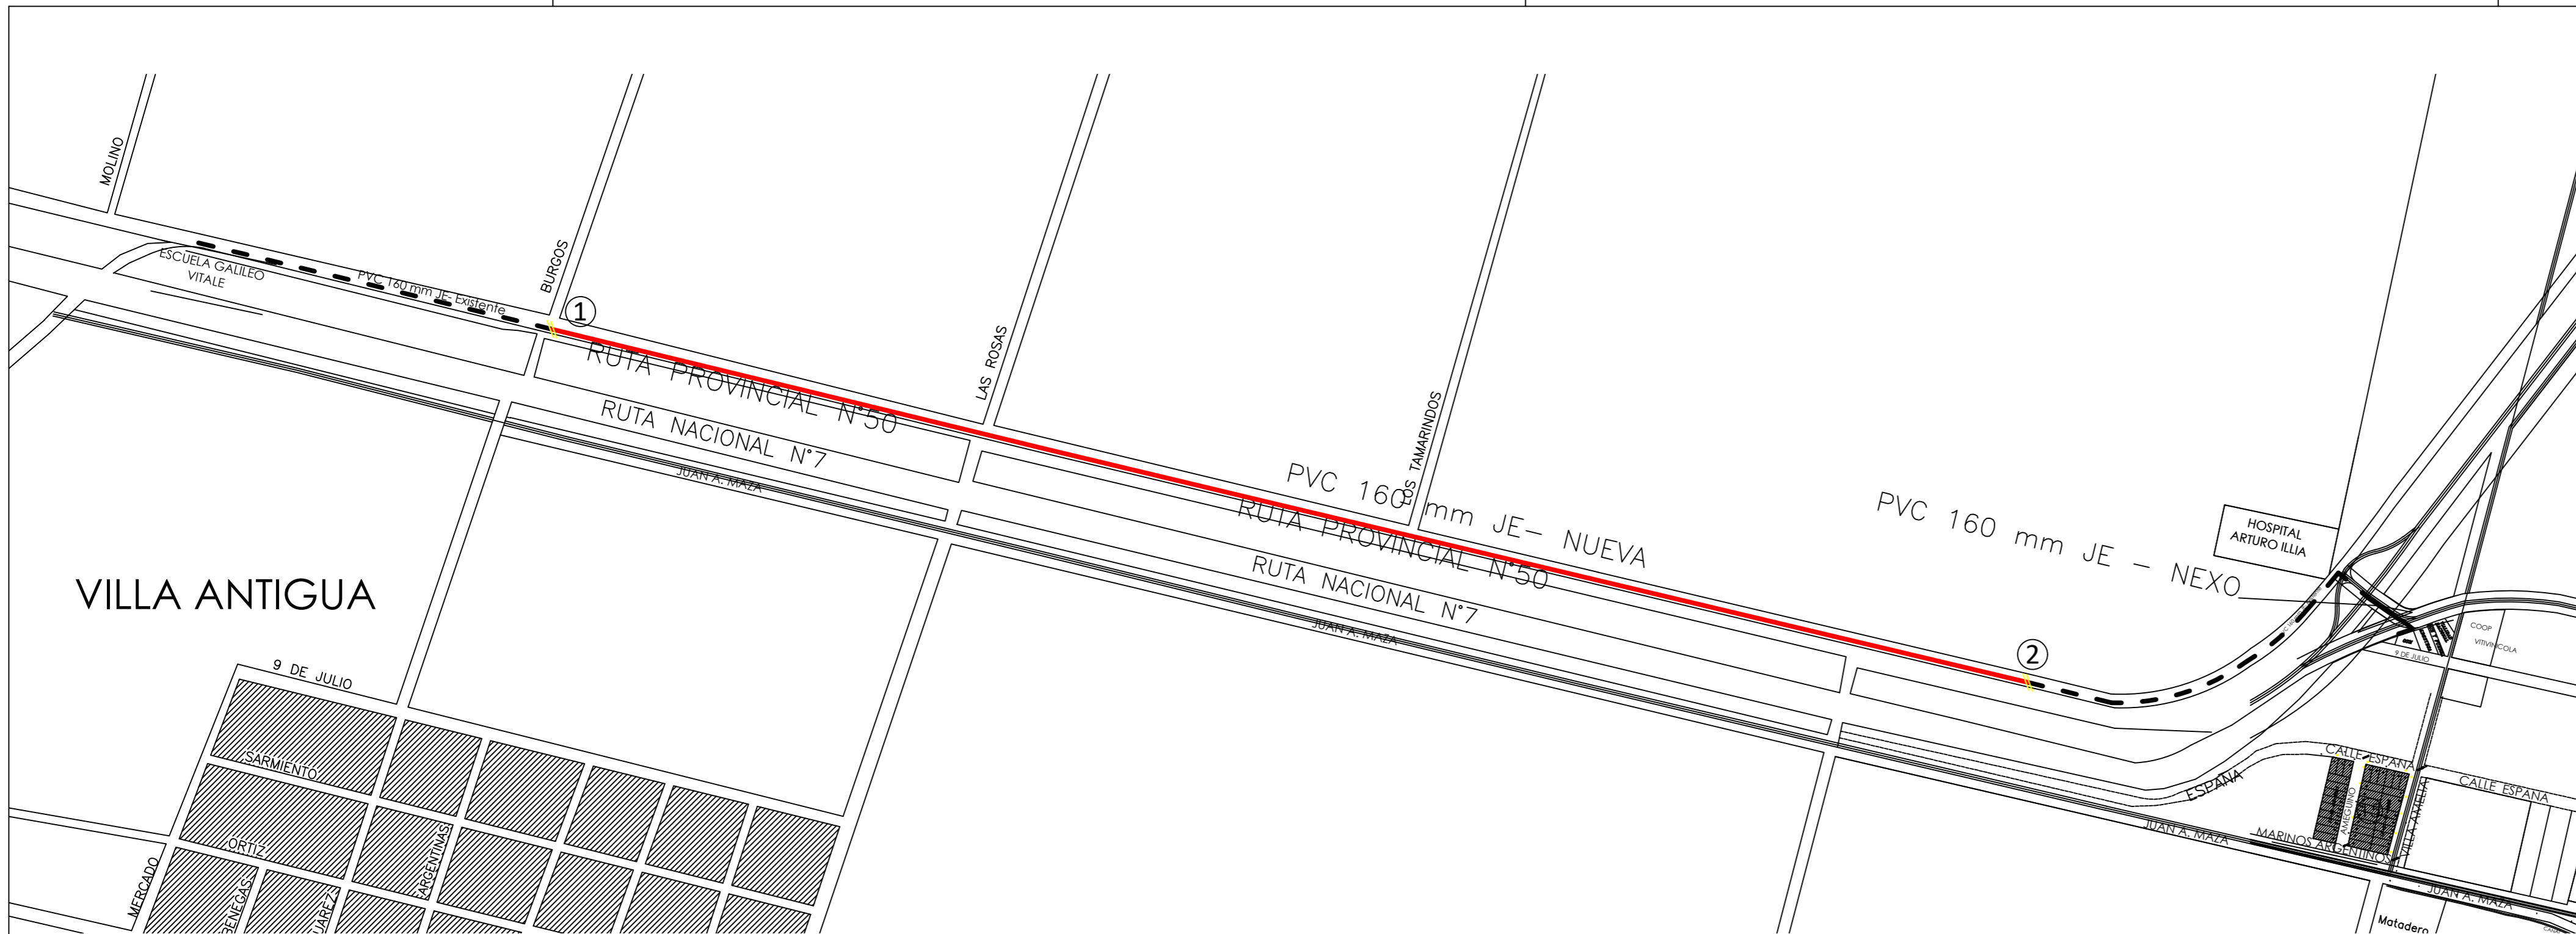 MOLINO
BURGOS
LAS ROSAS
LOS TAMARINDOS
ESCUELA GALILEO
VITALE
PVC 160 mm JE- Existente
1
RUTA PROVINCIAL N°50
RUTA NACIONAL N°7
JUAN A. MAZA
PVC 160 mm JE- NUEVA
RUTA PROVINCIAL N°50
RUTA NACIONAL N°7
JUAN A. MAZA
PVC 160 mm JE - NEXO
HOSPITAL
ARTURO ILLIA
2
COOP
VITIVINICOLA
9 DE JULIO
VILLA ANTIGUA
9 DE JULIO
SARMIENTO
ORTIZ
MERCADO
ARGENTINAS
CALLE ESPAÑA
ESPAÑA
CALLE ESPAÑA
AMEGUINO
VILLA AMELIA
MARINOS ARGENTINOS
JUAN A. MAZA
JUAN A. MAZA
Matadero